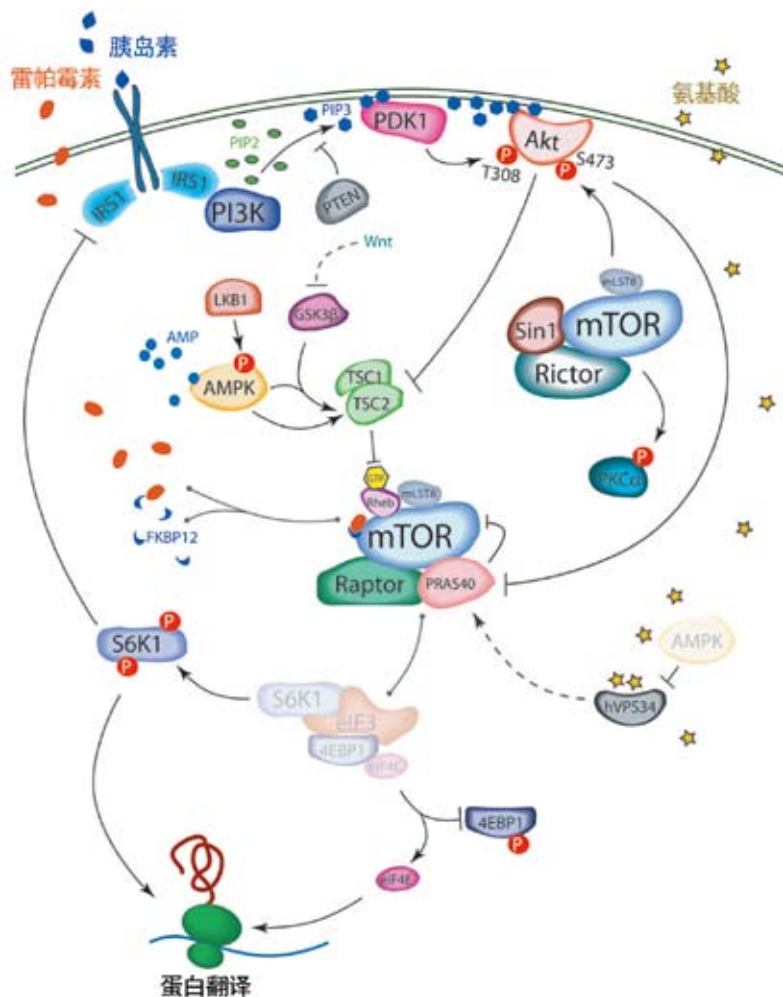 胰岛素
雷帕霉素
氨基酸
PIP3
PDK1
Akt
PIP2
P
T308
P
S473
IRS1
IRS1
PI3K
PTEN
Wnt
mLST8
LKB1
GSK3β
Sin1
mTOR
AMP
P
Rictor
AMPK
TSC1
TSC2
P
PKCα
GTP
Rheb
mLST8
FKBP12
mTOR
Raptor
PRAS40
P
S6K1
P
AMPK
S6K1
hVPS34
eIF3
4EBP1
eIF4E
4EBP1
P
eIF4E
蛋白翻译